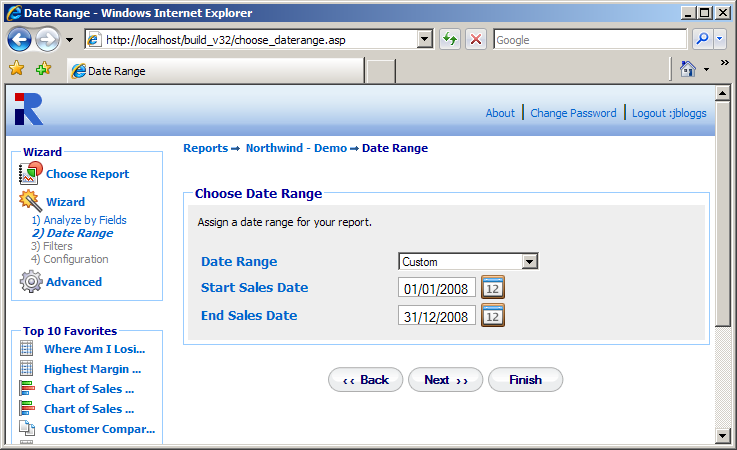 Date Range - Windows Internet Explorer
http://localhost/build_v32/choose_daterange.asp
Google
Date Range
R
About
Change Password
Logout :jbloggs
Wizard
Choose Report
Wizard
1) Analyze by Fields
2) Date Range
3) Filters
4) Configuration
Advanced
Top 10 Favorites
Where Am I Losi...
Highest Margin ...
Chart of Sales ...
Chart of Sales ...
Customer Compar...
Reports ⇒ Northwind - Demo ⇒ Date Range
Choose Date Range
Assign a date range for your report.
Date Range Custom
Start Sales Date 01/01/2008 12
End Sales Date 31/12/2008 12
‹‹ Back Next ›› Finish